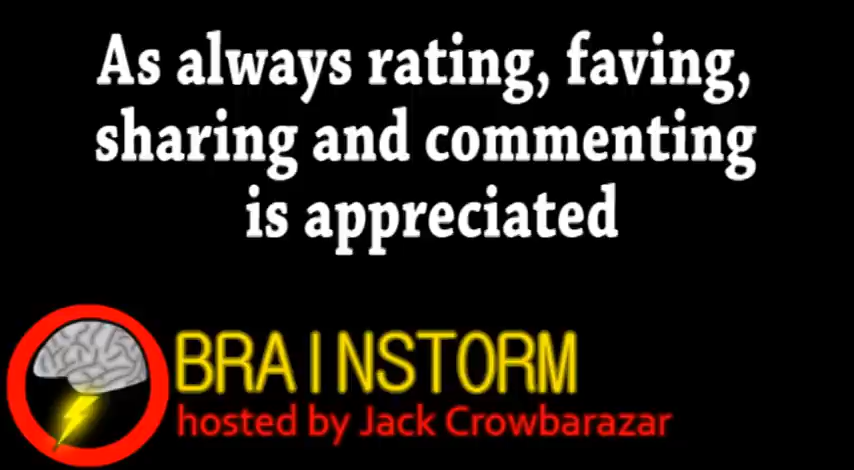 As always rating, faving,
sharing and commenting
is appreciated
BRAINSTORM
hosted by Jack Crowbarazar